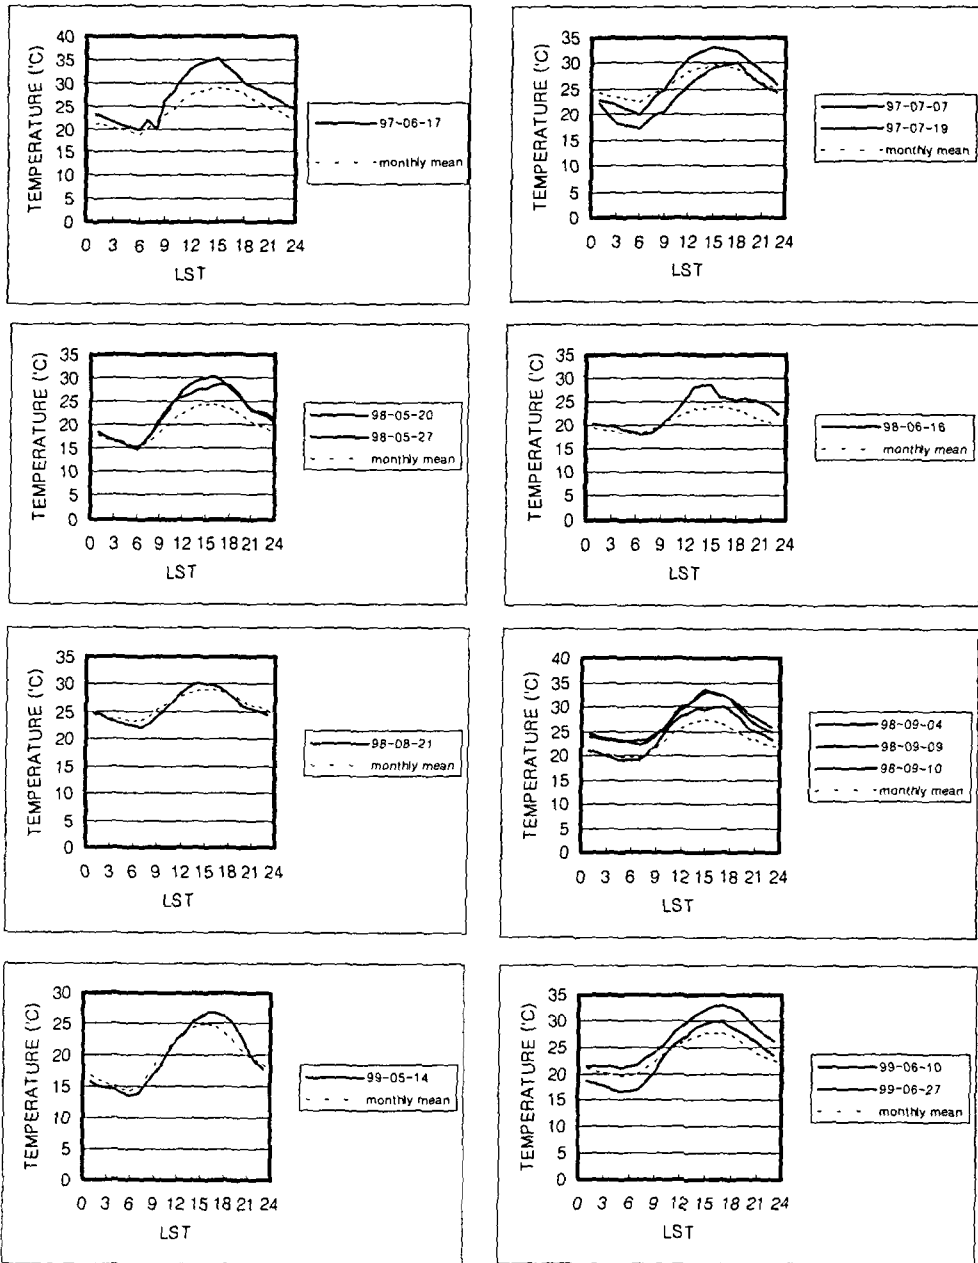 TEMPERATURE (°C)
40
35
30
25
20
15
10
5
0
0 3 6 9 12 15 18 21 24
LST
97-06-17
monthly mean
TEMPERATURE (°C)
35
30
25
20
15
10
5
0
0 3 6 9 12 15 18 21 24
LST
97-07-07
97-07-19
monthly mean
TEMPERATURE (°C)
35
30
25
20
15
10
5
0
0 3 6 9 12 15 18 21 24
LST
98-05-20
98-05-27
monthly mean
TEMPERATURE (°C)
35
30
25
20
15
10
5
0
0 3 6 9 12 15 18 21 24
LST
98-06-16
monthly mean
TEMPERATURE (°C)
35
30
25
20
15
10
5
0
0 3 6 9 12 15 18 21 24
LST
98-08-21
monthly mean
TEMPERATURE (°C)
40
35
30
25
20
15
10
5
0
0 3 6 9 12 15 18 21 24
LST
98-09-04
98-09-09
98-09-10
monthly mean
TEMPERATURE (°C)
30
25
20
15
10
5
0
0 3 6 9 12 15 18 21 24
LST
99-05-14
monthly mean
TEMPERATURE (°C)
35
30
25
20
15
10
5
0
0 3 6 9 12 15 18 21 24
LST
99-06-10
99-06-27
monthly mean